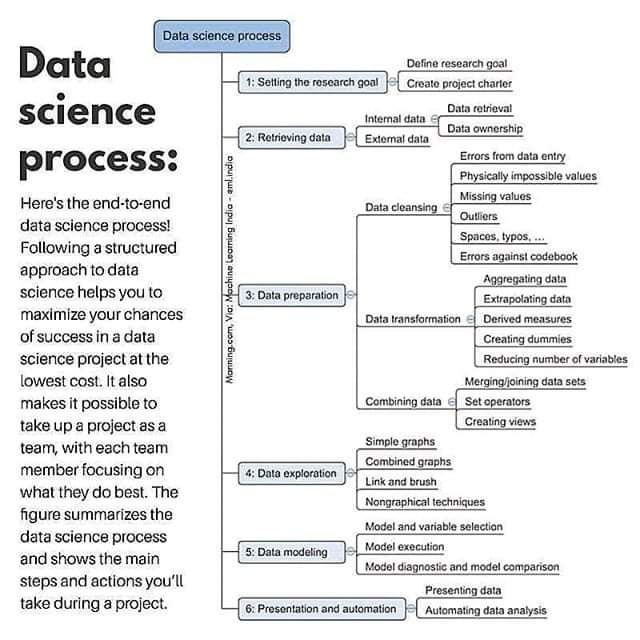 Data
science
process:
Here's the end-to-end
data science process!
Following a structured
approach to data
science helps you to
maximize your chances
of success in a data
science project at the
lowest cost. It also
makes it possible to
take up a project as a
team, with each team
member focusing on
what they do best. The
figure summarizes the
data science process
and shows the main
steps and actions you'll
take during a project.
Manning.com, Via: Machine Learning India - eml.india
Data science process
1: Setting the research goal
Define research goal
Create project charter
2: Retrieving data
Internal data
Data retrieval
Data ownership
External data
3: Data preparation
Data cleansing
Errors from data entry
Physically impossible values
Missing values
Outliers
Spaces, typos, ...
Errors against codebook
Data transformation
Aggregating data
Extrapolating data
Derived measures
Creating dummies
Reducing number of variables
Combining data
Merging/joining data sets
Set operators
Creating views
4: Data exploration
Simple graphs
Combined graphs
Link and brush
Nongraphical techniques
5: Data modeling
Model and variable selection
Model execution
Model diagnostic and model comparison
6: Presentation and automation
Presenting data
Automating data analysis